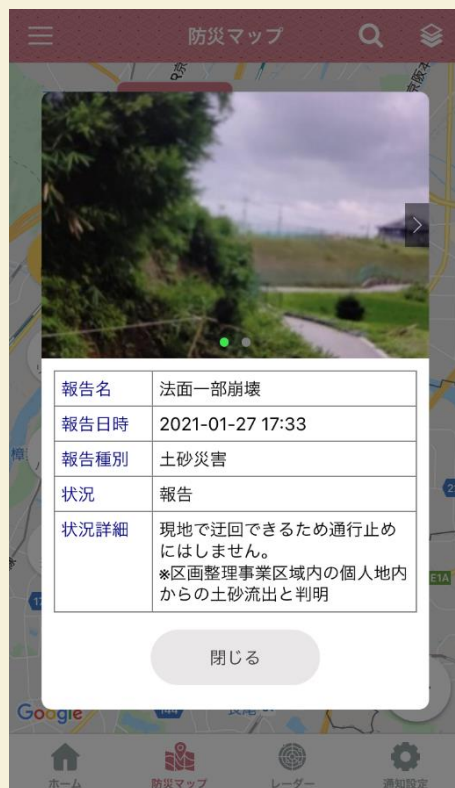 防災マップ
報告名 法面一部崩壊
報告日時 2021-01-27 17:33
報告種別 土砂災害
状況 報告
状況詳細 現地で迂回できるため通行止め
にはしません。
※区画整理事業区域内の個人地内
からの土砂流出と判明
閉じる
Google
E1A
ホーム 防災マップ レーダー 通知設定